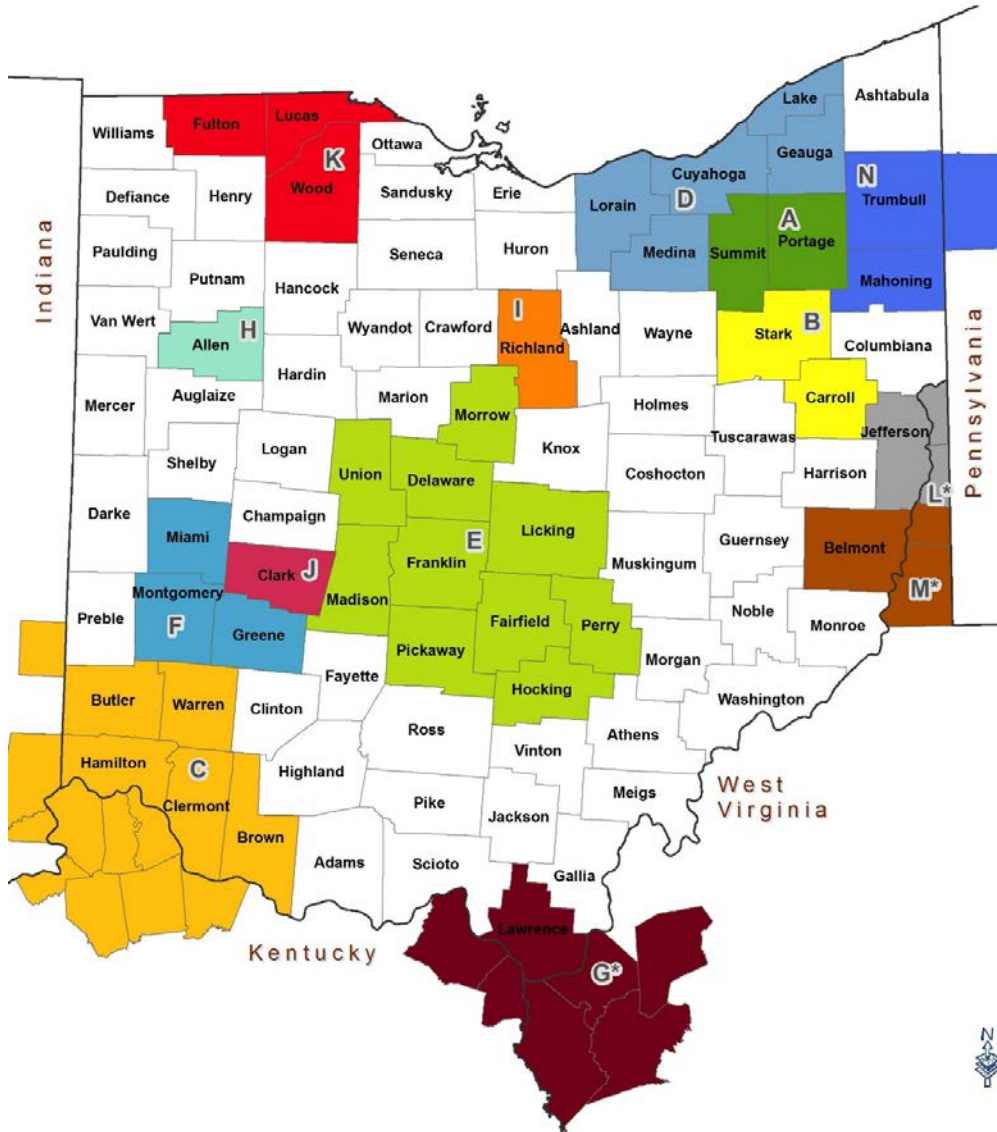 Lake
Ashtabula
Lucas
Fulton
Williams
Ottawa
Geauga
K
Cuyahoga
N
Wood
Henry
Sandusky
Erie
Trumbull
Defiance
D
Lorain
A
Portage
Paulding
Huron
Seneca
Medina
Summit
Putnam
Mahoning
Indiana
Hancock
Van Wert
I
B
H
Wyandot
Crawford
Ashland
Wayne
Stark
Allen
Richland
Columbiana
Pennsylvania
Hardin
Auglaize
Marion
Carroll
Mercer
Holmes
Morrow
Jefferson
Tuscarawas
Logan
Knox
Shelby
Union
Coshocton
Harrison
Delaware
L*
Darke
Champaign
Licking
Miami
Guernsey
E
Belmont
Franklin
Muskingum
Clark
J
M*
Montgomery
Madison
Noble
Preble
Fairfield
Perry
F
Greene
Monroe
Pickaway
Morgan
Fayette
Hocking
Butler
Warren
Washington
Clinton
Ross
Athens
Vinton
Hamilton
C
Highland
West
Virginia
Meigs
Clermont
Pike
Jackson
Brown
Adams
Scioto
Gallia
Lawrence
Kentucky
G*
N